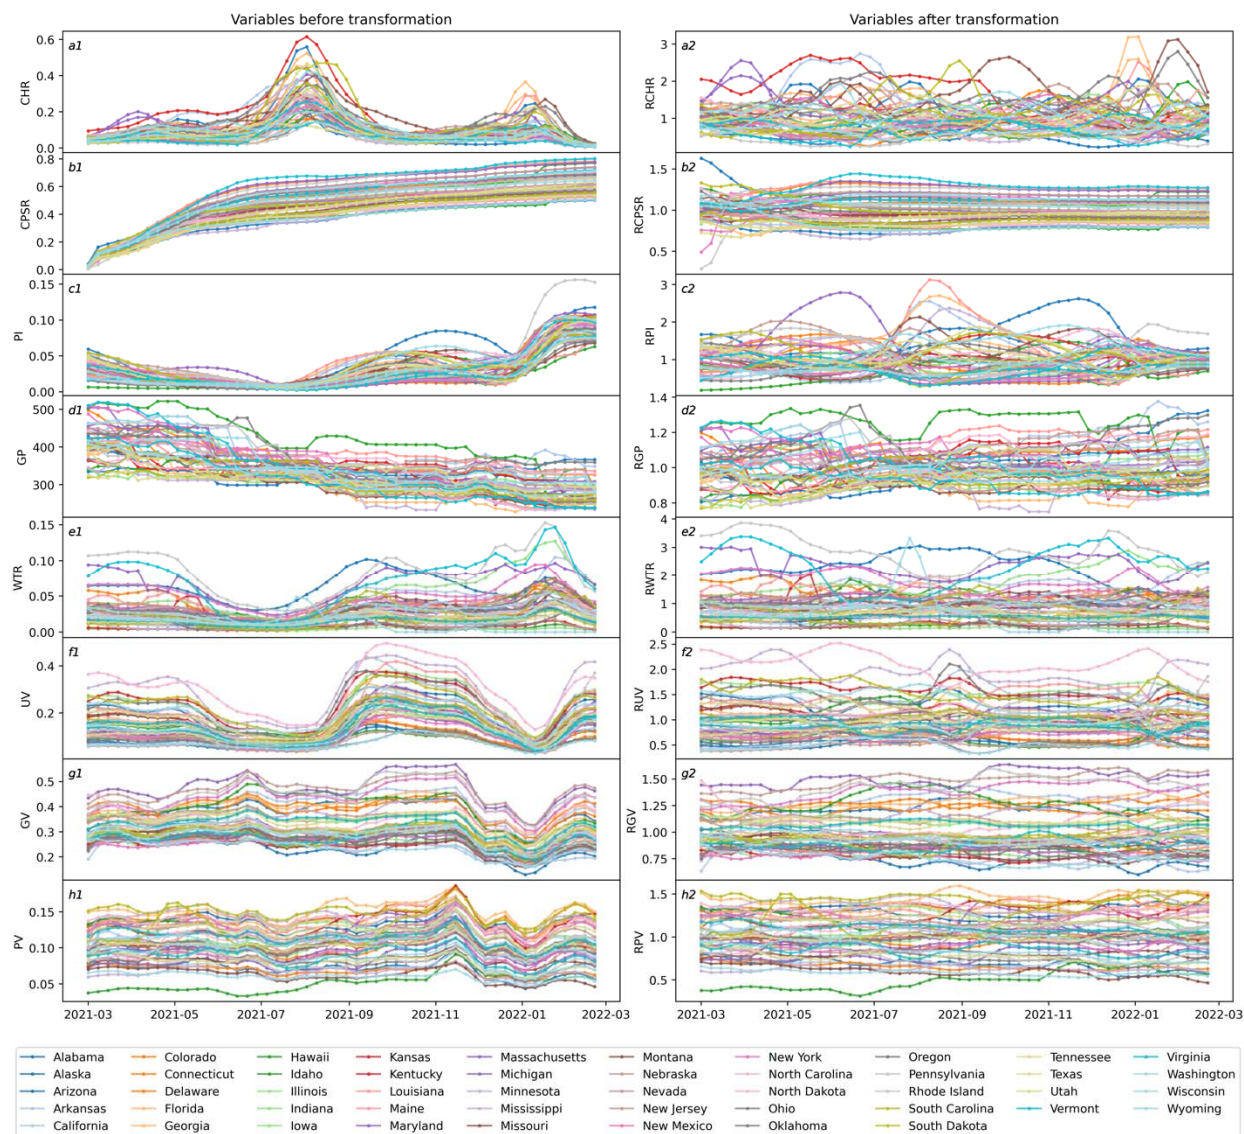 Variables before transformation
Variables after transformation
a1
CHR
0.6
0.4
0.2
0.0
a2
RCHR
3
2
1
b1
CPSR
0.8
0.6
0.4
0.2
0.0
b2
RCPSR
1.5
1.0
0.5
c1
PI
0.15
0.10
0.05
0.00
c2
RPI
3
2
1
d1
GP
500
400
300
d2
RGP
1.4
1.2
1.0
0.8
e1
WTR
0.15
0.10
0.05
0.00
e2
RWTR
4
3
2
1
0
f1
UV
0.4
0.2
f2
RUV
2.5
2.0
1.5
1.0
0.5
g1
GV
0.5
0.4
0.3
0.2
g2
RGV
1.50
1.25
1.00
0.75
h1
PV
0.15
0.10
0.05
h2
RPV
1.5
1.0
0.5
2021-03 2021-05 2021-07 2021-09 2021-11 2022-01 2022-03
2021-03 2021-05 2021-07 2021-09 2021-11 2022-01 2022-03
Alabama Colorado Hawaii Kansas Massachusetts Montana New York Oregon Tennessee Virginia
Alaska Connecticut Idaho Kentucky Michigan Nebraska North Carolina Pennsylvania Texas Washington
Arizona Delaware Illinois Louisiana Minnesota Nevada North Dakota Rhode Island Utah Wisconsin
Arkansas Florida Indiana Maine Mississippi New Jersey Ohio South Carolina Vermont Wyoming
California Georgia Iowa Maryland Missouri New Mexico Oklahoma South Dakota